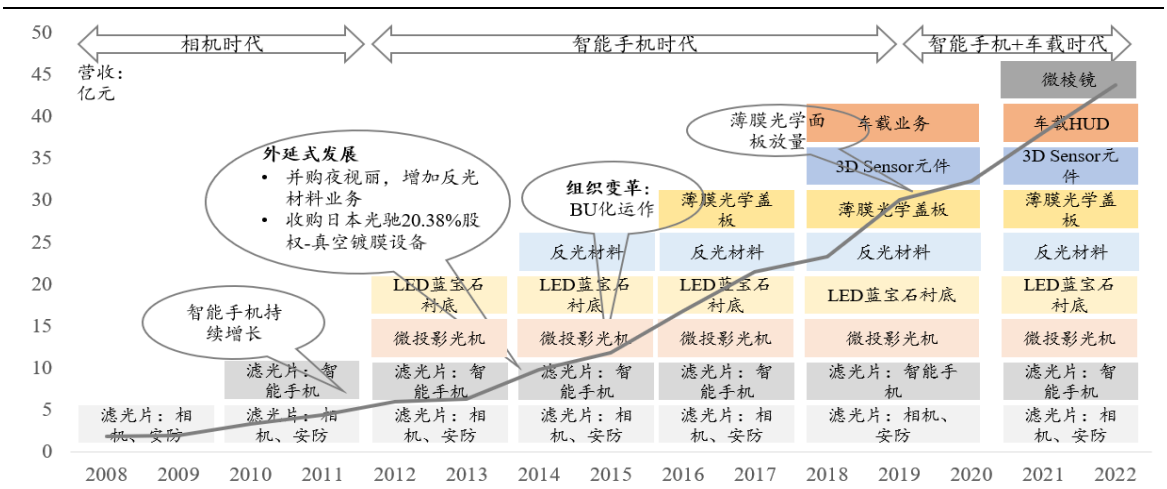 50
45
40
35
30
25
20
15
10
5
0
营收：
亿元
相机时代
智能手机时代
智能手机+车载时代
外延式发展
• 并购夜视丽，增加反光
材料业务
• 收购日本光驰20.38%股
权-真空镀膜设备
智能手机持
续增长
组织变革：
BU化运作
薄膜光学面
板放量
滤光片：相
机、安防
滤光片：智
能手机
滤光片：相
机、安防
LED蓝宝石
衬底
微投影光机
滤光片：智
能手机
滤光片：相
机、安防
反光材料
LED蓝宝石
衬底
微投影光机
滤光片：智
能手机
滤光片：相
机、安防
薄膜光学盖
板
反光材料
LED蓝宝石
衬底
微投影光机
滤光片：智
能手机
滤光片：相
机、安防
车载业务
3D Sensor元件
薄膜光学盖板
反光材料
LED蓝宝石衬底
微投影光机
滤光片：智能手
机
滤光片：相机、
安防
微棱镜
车载HUD
3D Sensor元
件
薄膜光学盖
板
反光材料
LED蓝宝石
衬底
微投影光机
滤光片：智
能手机
滤光片：相
机、安防
2008 2009 2010 2011 2012 2013 2014 2015 2016 2017 2018 2019 2020 2021 2022